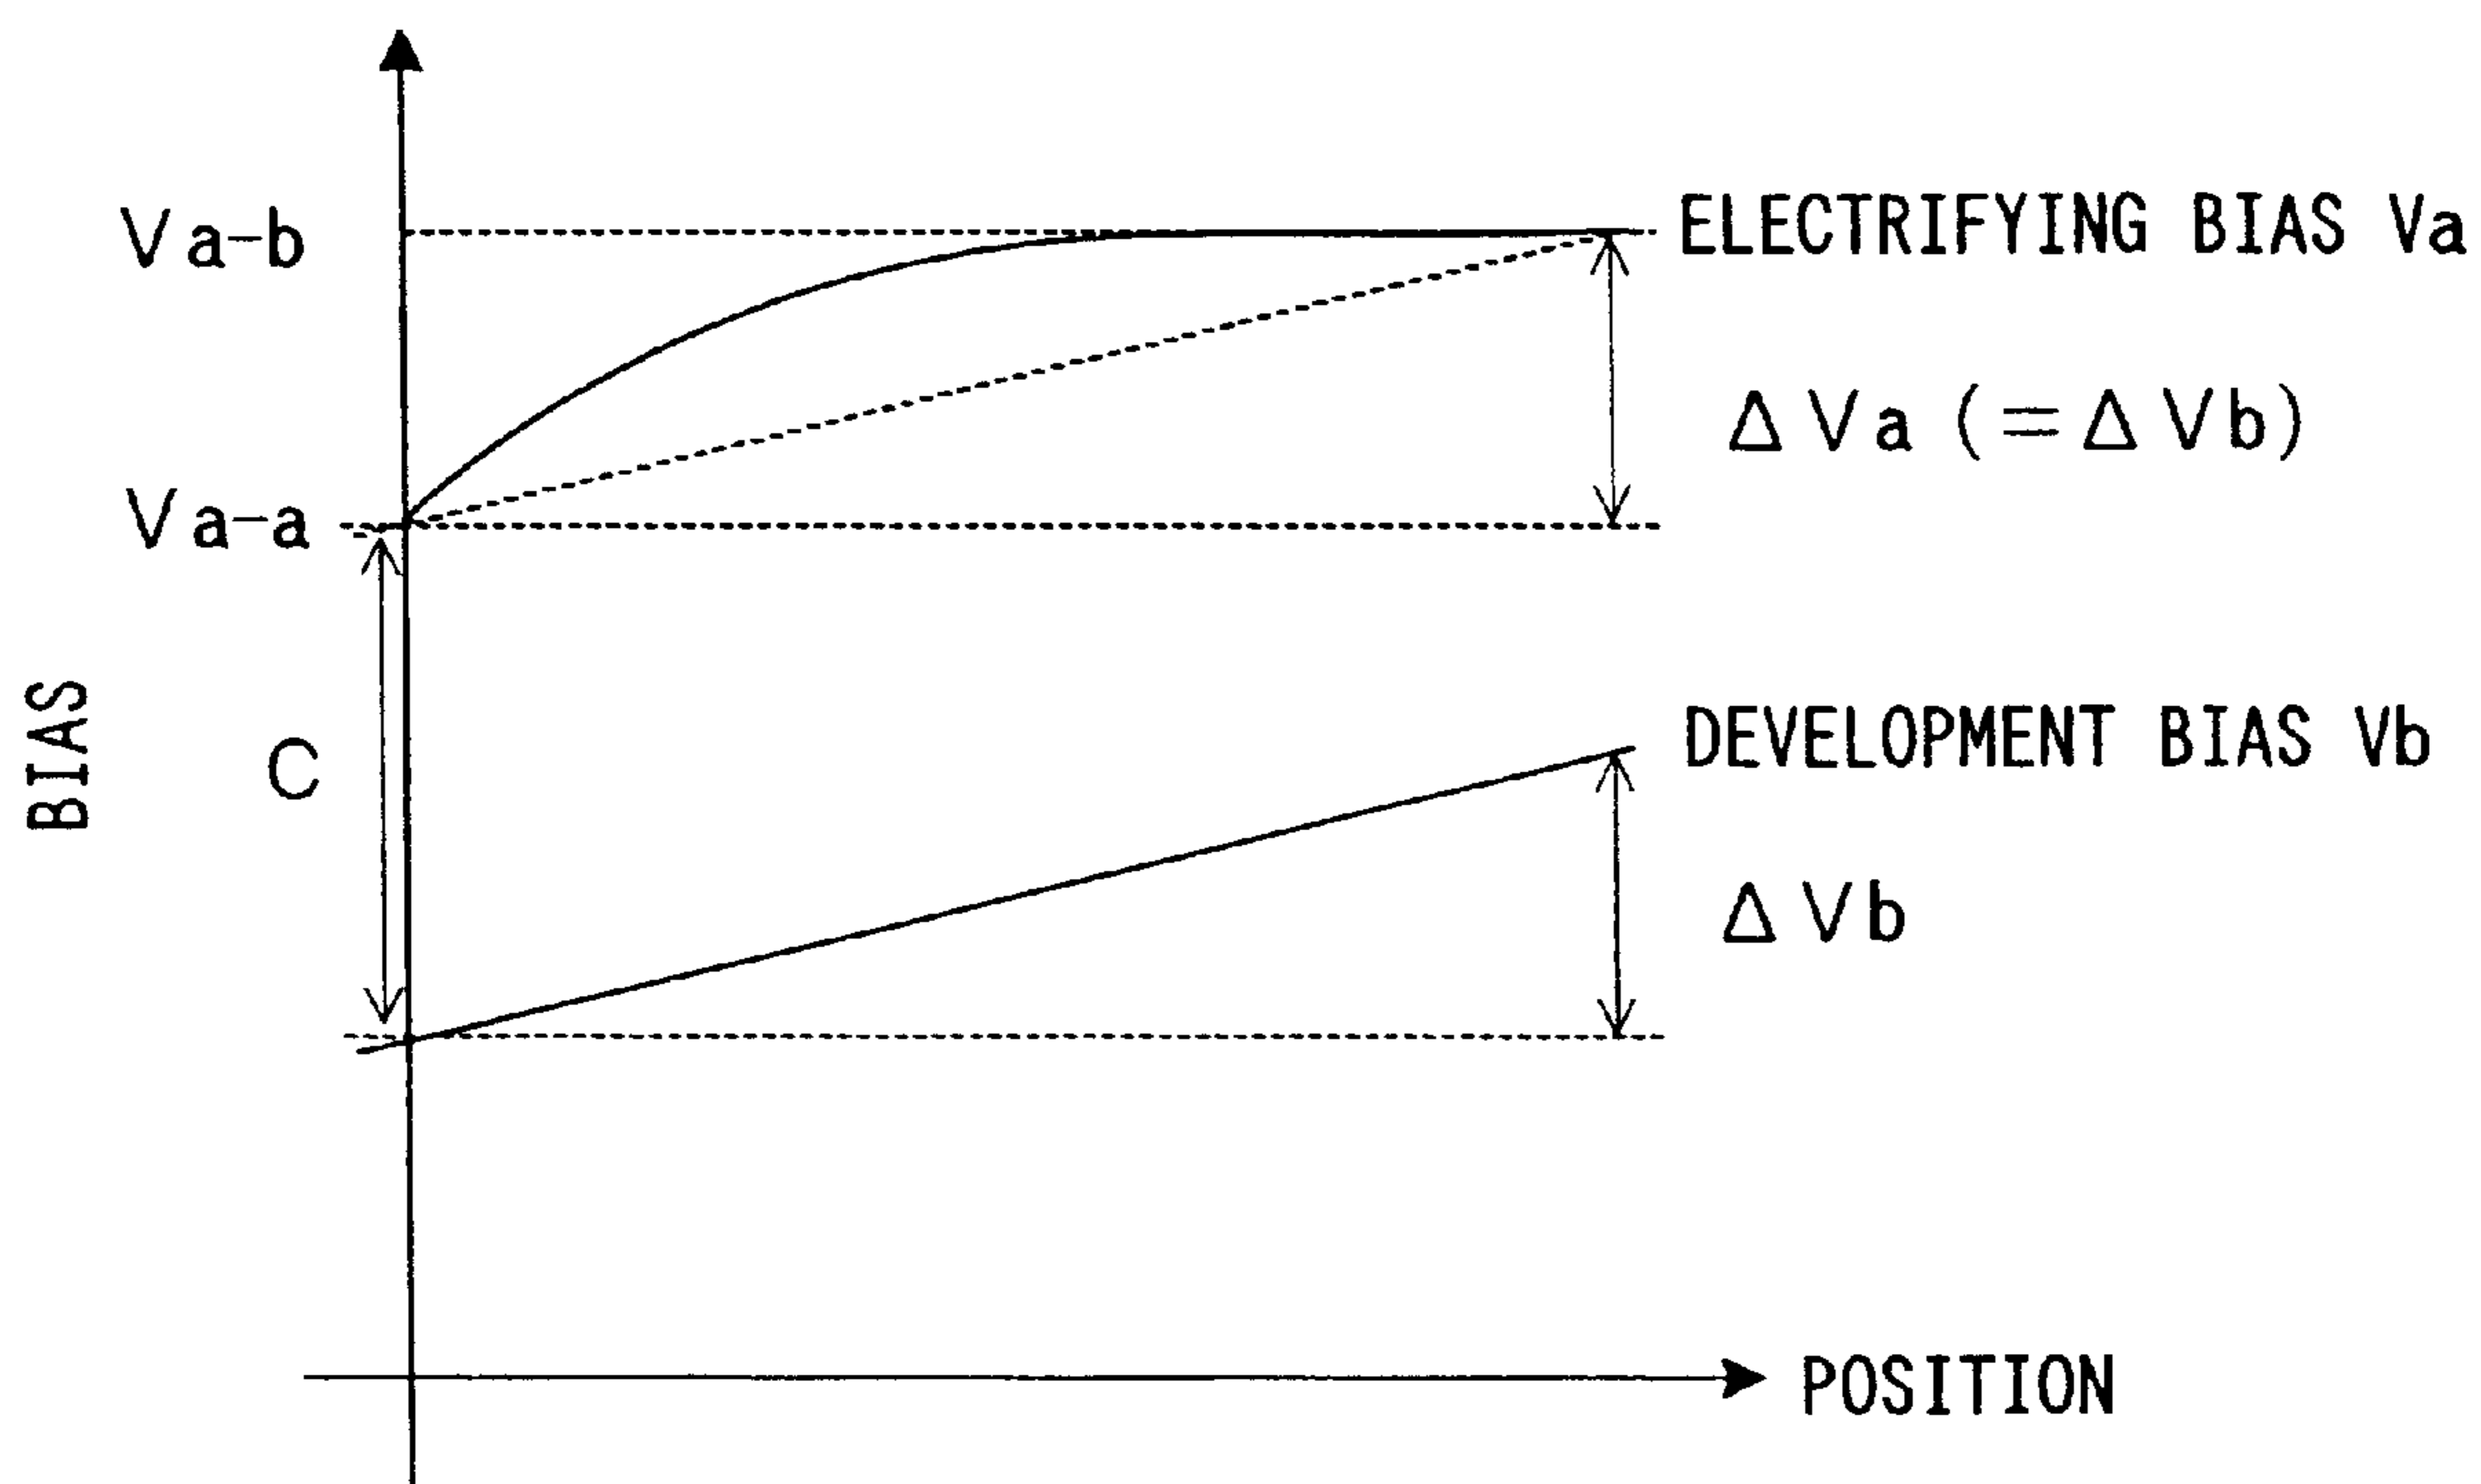 Va-b
ELECTRIFYING BIAS Va
ΔVa (=ΔVb)
Va-a
BIAS
C
DEVELOPMENT BIAS Vb
ΔVb
POSITION